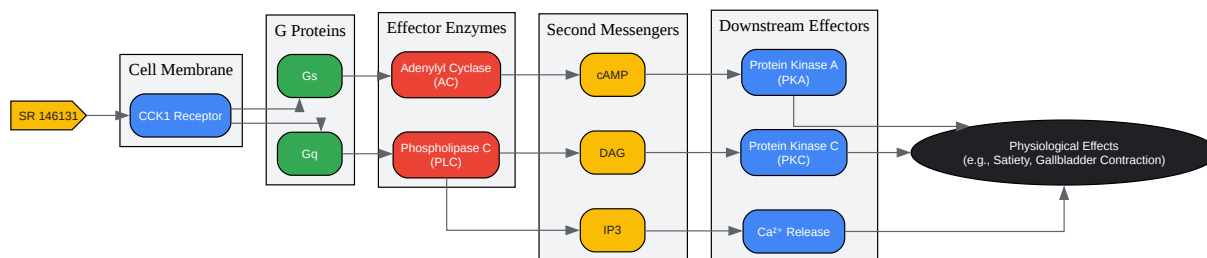 SR 146131
Cell Membrane
CCK1 Receptor
G Proteins
Gs
Gq
Effector Enzymes
Adenylyl Cyclase
(AC)
Phospholipase C
(PLC)
Second Messengers
cAMP
DAG
IP3
Downstream Effectors
Protein Kinase A
(PKA)
Protein Kinase C
(PKC)
Ca²⁺ Release
Physiological Effects
(e.g., Satiety, Gallbladder Contraction)